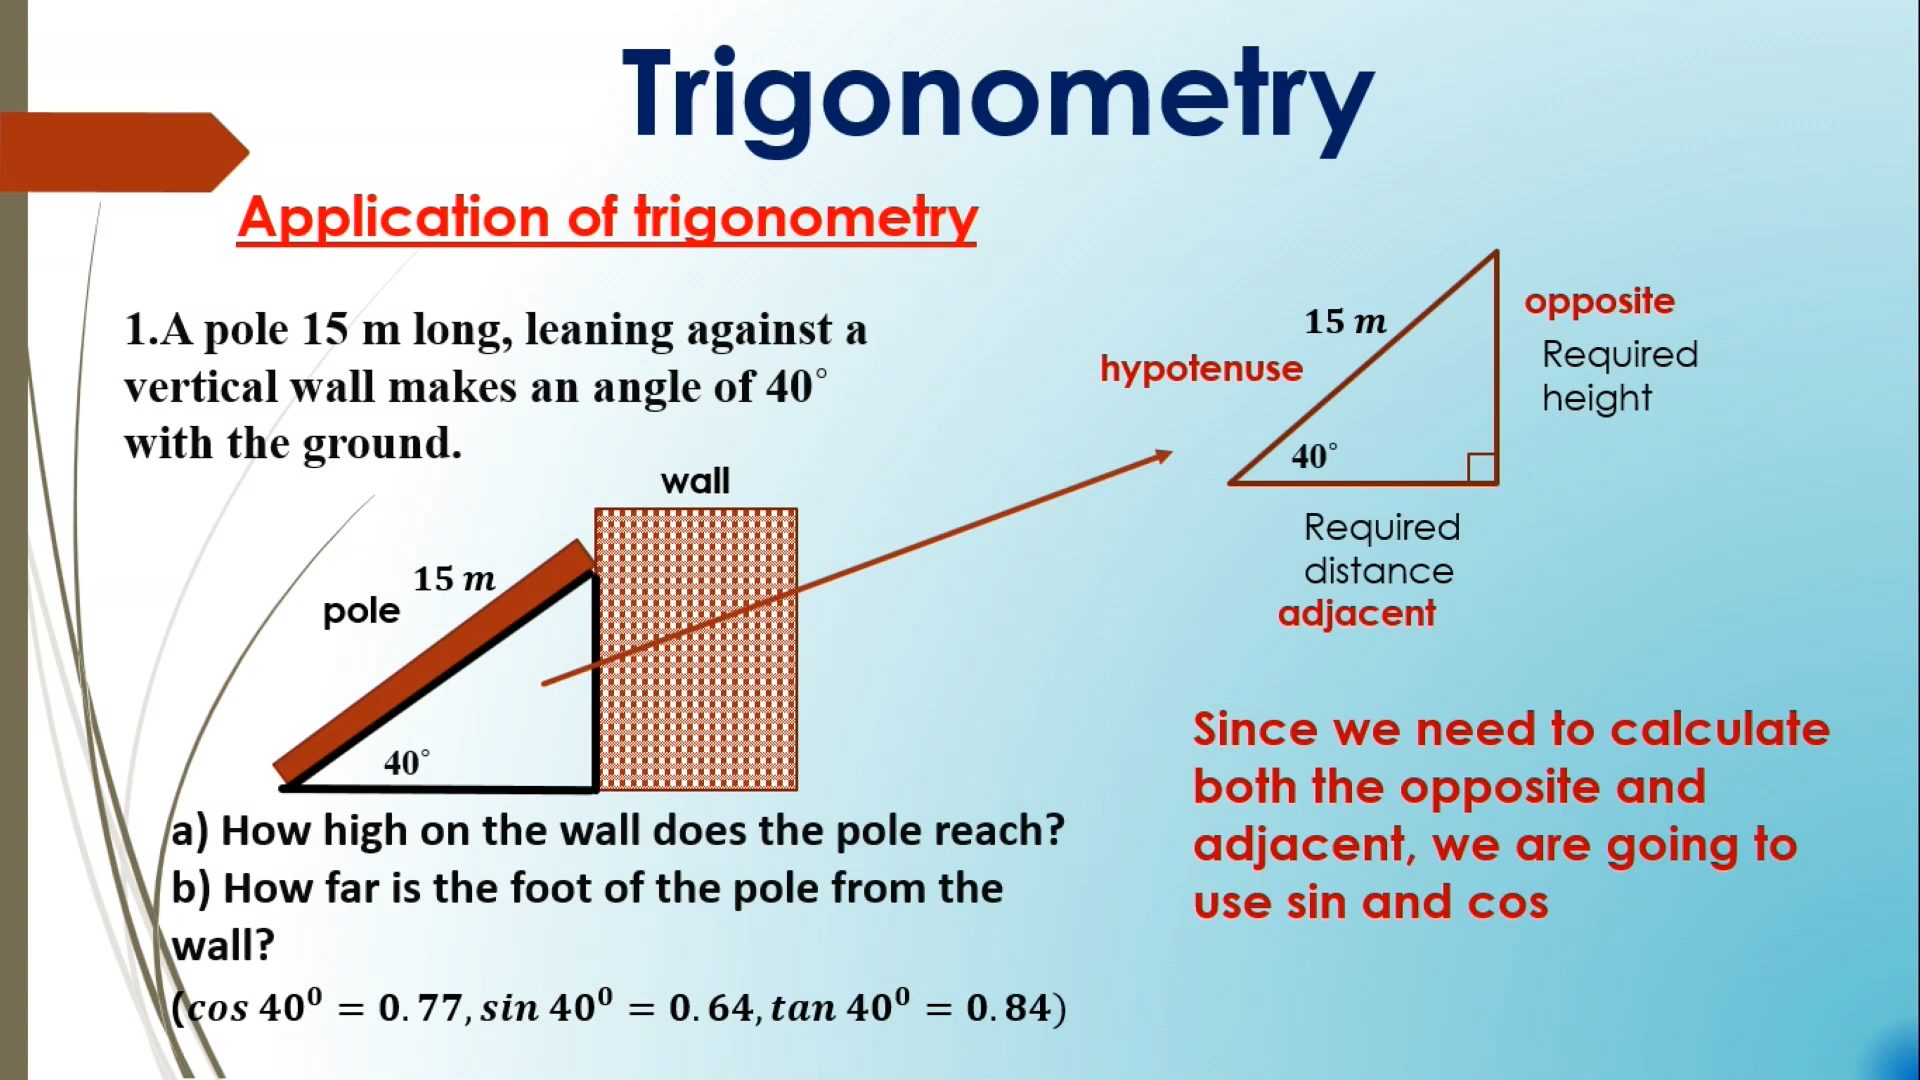 Trigonometry
Application of trigonometry
1.A pole 15 m long, leaning against a
vertical wall makes an angle of 40°
with the ground.
wall
15 m
pole
40°
a) How high on the wall does the pole reach?
b) How far is the foot of the pole from the
wall?
(cos 40⁰ = 0.77, sin 40⁰ = 0.64, tan 40⁰ = 0.84)
15 m
opposite
hypotenuse
Required
height
40°
Required
distance
adjacent
Since we need to calculate
both the opposite and
adjacent, we are going to
use sin and cos